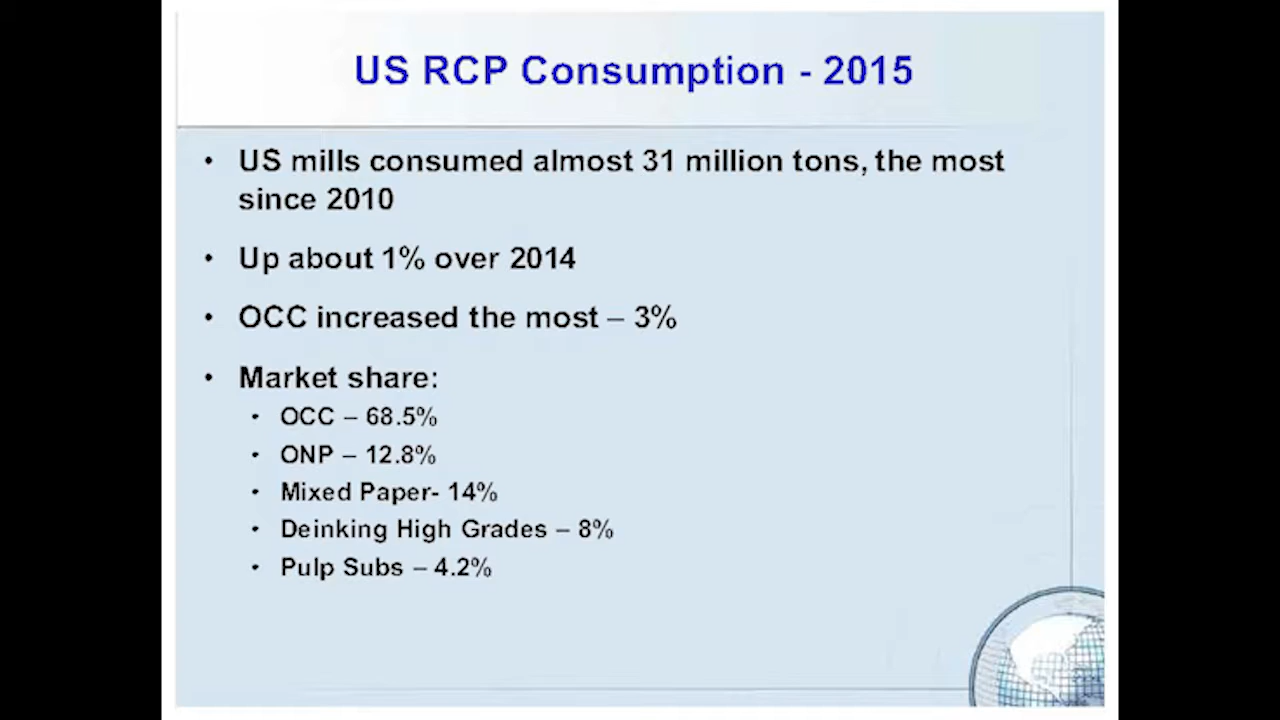 US RCP Consumption - 2015
• US mills consumed almost 31 million tons, the most
since 2010
• Up about 1% over 2014
• OCC increased the most – 3%
• Market share:
• OCC – 68.5%
• ONP – 12.8%
• Mixed Paper- 14%
• Deinking High Grades – 8%
• Pulp Subs – 4.2%